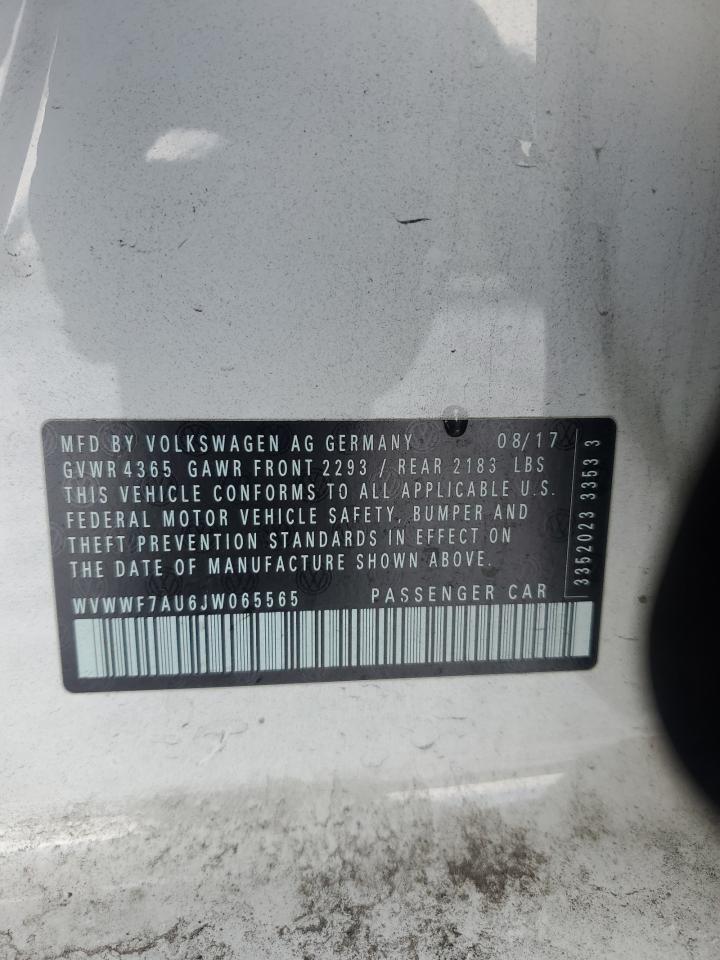 MFD BY VOLKSWAGEN AG GERMANY 08/17
GVWR 4365 GAWR FRONT 2293 / REAR 2183 LBS
THIS VEHICLE CONFORMS TO ALL APPLICABLE U.S.
FEDERAL MOTOR VEHICLE SAFETY, BUMPER AND
THEFT PREVENTION STANDARDS IN EFFECT ON
THE DATE OF MANUFACTURE SHOWN ABOVE.
WVWWF7AU6JW065565 PASSENGER CAR
3352023 3353 3